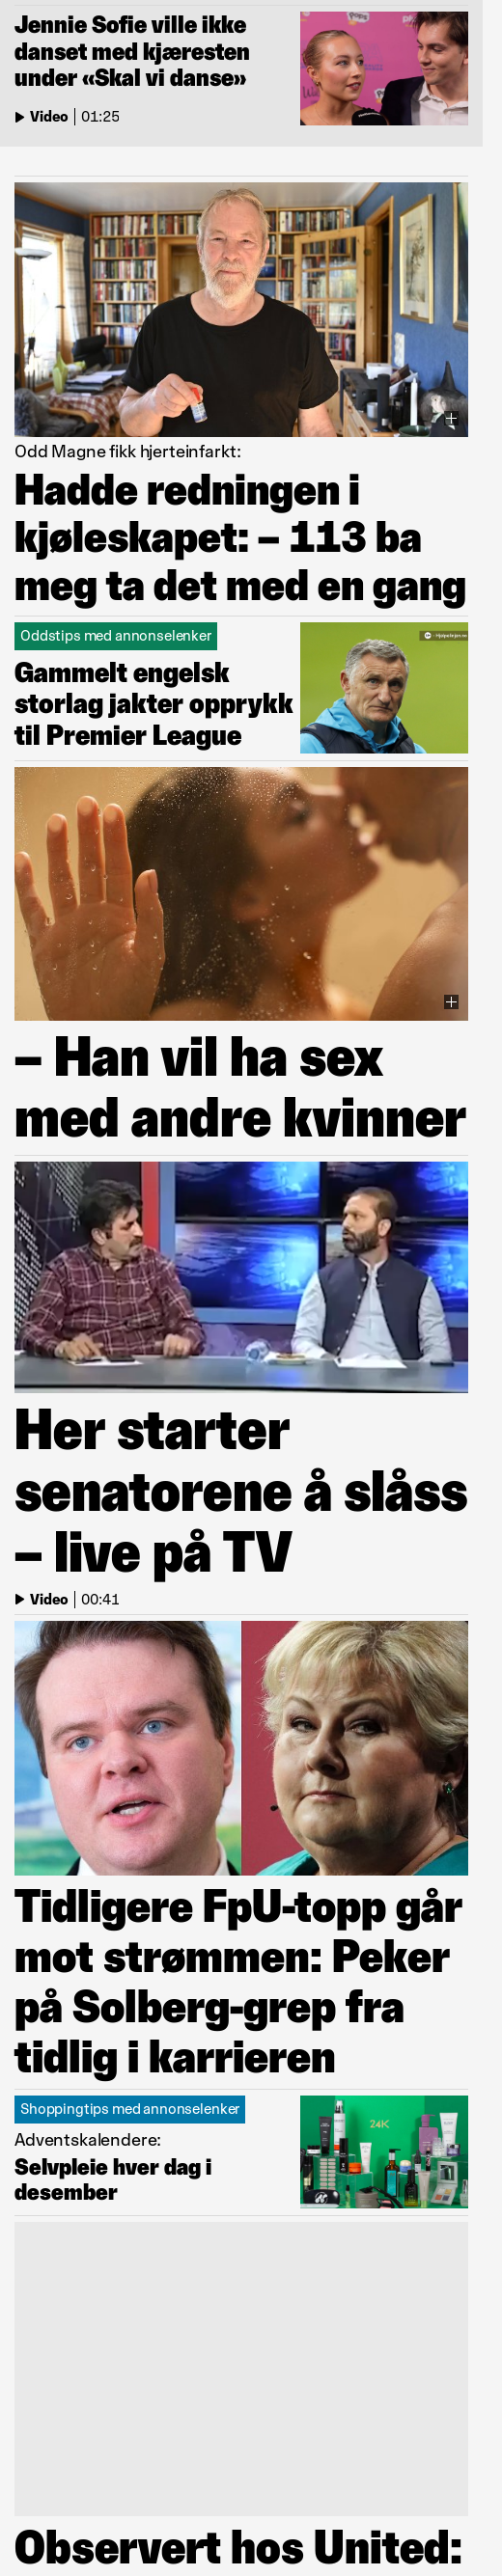 Jennie Sofie ville ikke
danset med kjæresten
under «Skal vi danse»
Video | 01:25
Odd Magne fikk hjerteinfarkt:
Hadde redningen i
kjøleskapet: – 113 ba
meg ta det med en gang
Oddstips med annonselenker
Gammelt engelsk
storlag jakter opprykk
til Premier League
– Han vil ha sex
med andre kvinner
Her starter
senatorene å slåss
– live på TV
Video | 00:41
Tidligere FpU-topp går
mot strømmen: Peker
på Solberg-grep fra
tidlig i karrieren
Shoppingtips med annonselenker
Adventskalendere:
24K
Selvpleie hver dag i
desember
Observert hos United: